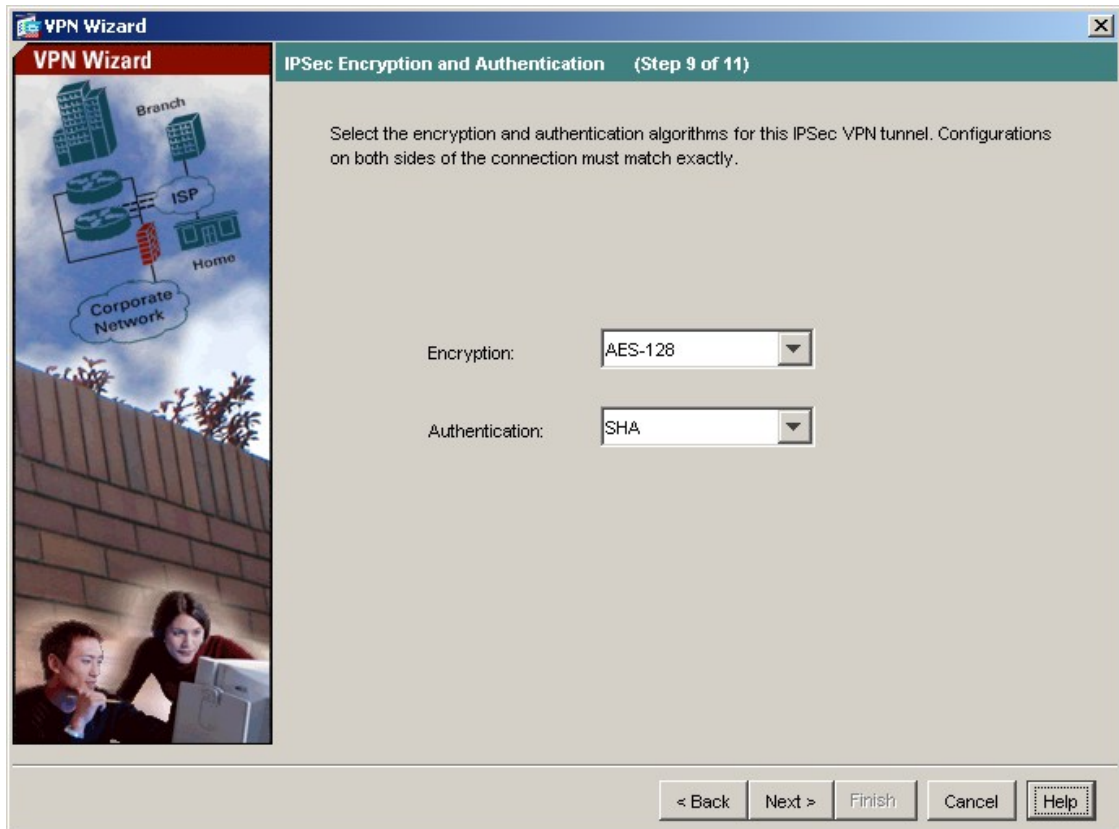 VPN Wizard
VPN Wizard
Branch
ISP
Home
Corporate
Network
IPSec Encryption and Authentication (Step 9 of 11)
Select the encryption and authentication algorithms for this IPSec VPN tunnel. Configurations
on both sides of the connection must match exactly.
Encryption: AES-128
Authentication: SHA
< Back Next > Finish Cancel Help